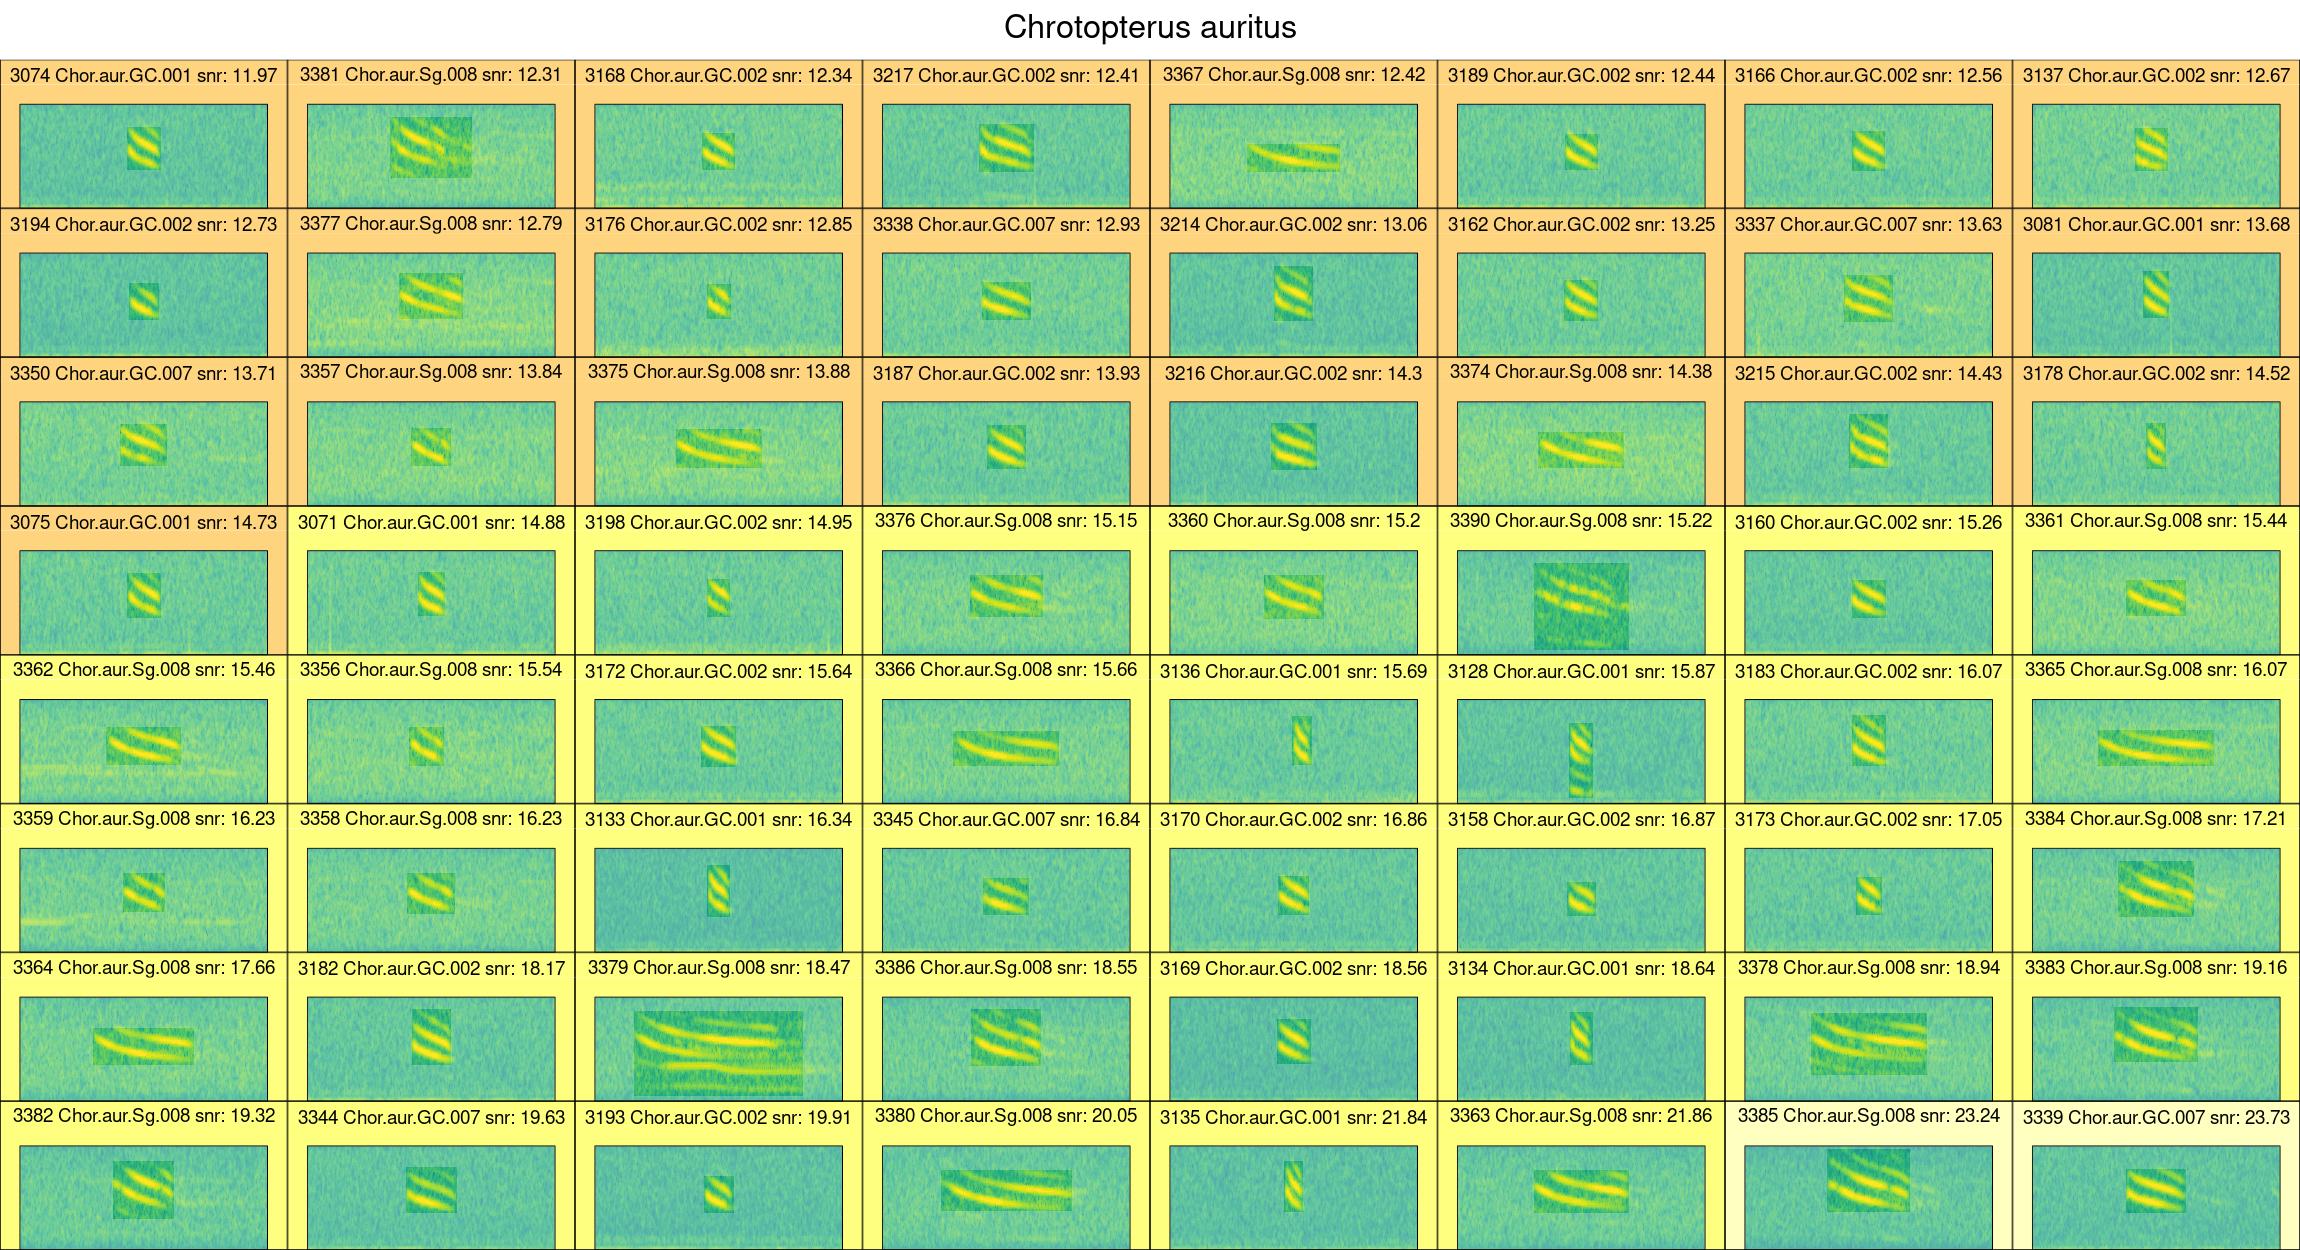 Chrotopterus auritus
3074 Chor.aur.GC.001 snr: 11.97 3381 Chor.aur.Sg.008 snr: 12.31 3168 Chor.aur.GC.002 snr: 12.34 3217 Chor.aur.GC.002 snr: 12.41 3367 Chor.aur.Sg.008 snr: 12.42 3189 Chor.aur.GC.002 snr: 12.44 3166 Chor.aur.GC.002 snr: 12.56 3137 Chor.aur.GC.002 snr: 12.67
3194 Chor.aur.GC.002 snr: 12.73 3377 Chor.aur.Sg.008 snr: 12.79 3176 Chor.aur.GC.002 snr: 12.85 3338 Chor.aur.GC.007 snr: 12.93 3214 Chor.aur.GC.002 snr: 13.06 3162 Chor.aur.GC.002 snr: 13.25 3337 Chor.aur.GC.007 snr: 13.63 3081 Chor.aur.GC.001 snr: 13.68
3350 Chor.aur.GC.007 snr: 13.71 3357 Chor.aur.Sg.008 snr: 13.84 3375 Chor.aur.Sg.008 snr: 13.88 3187 Chor.aur.GC.002 snr: 13.93 3216 Chor.aur.GC.002 snr: 14.3 3374 Chor.aur.Sg.008 snr: 14.38 3215 Chor.aur.GC.002 snr: 14.43 3178 Chor.aur.GC.002 snr: 14.52
3075 Chor.aur.GC.001 snr: 14.73 3071 Chor.aur.GC.001 snr: 14.88 3198 Chor.aur.GC.002 snr: 14.95 3376 Chor.aur.Sg.008 snr: 15.15 3360 Chor.aur.Sg.008 snr: 15.2 3390 Chor.aur.Sg.008 snr: 15.22 3160 Chor.aur.GC.002 snr: 15.26 3361 Chor.aur.Sg.008 snr: 15.44
3362 Chor.aur.Sg.008 snr: 15.46 3356 Chor.aur.Sg.008 snr: 15.54 3172 Chor.aur.GC.002 snr: 15.64 3366 Chor.aur.Sg.008 snr: 15.66 3136 Chor.aur.GC.001 snr: 15.69 3128 Chor.aur.GC.001 snr: 15.87 3183 Chor.aur.GC.002 snr: 16.07 3365 Chor.aur.Sg.008 snr: 16.07
3359 Chor.aur.Sg.008 snr: 16.23 3358 Chor.aur.Sg.008 snr: 16.23 3133 Chor.aur.GC.001 snr: 16.34 3345 Chor.aur.GC.007 snr: 16.84 3170 Chor.aur.GC.002 snr: 16.86 3158 Chor.aur.GC.002 snr: 16.87 3173 Chor.aur.GC.002 snr: 17.05 3384 Chor.aur.Sg.008 snr: 17.21
3364 Chor.aur.Sg.008 snr: 17.66 3182 Chor.aur.GC.002 snr: 18.17 3379 Chor.aur.Sg.008 snr: 18.47 3386 Chor.aur.Sg.008 snr: 18.55 3169 Chor.aur.GC.002 snr: 18.56 3134 Chor.aur.GC.001 snr: 18.64 3378 Chor.aur.Sg.008 snr: 18.94 3383 Chor.aur.Sg.008 snr: 19.16
3382 Chor.aur.Sg.008 snr: 19.32 3344 Chor.aur.GC.007 snr: 19.63 3193 Chor.aur.GC.002 snr: 19.91 3380 Chor.aur.Sg.008 snr: 20.05 3135 Chor.aur.GC.001 snr: 21.84 3363 Chor.aur.Sg.008 snr: 21.86 3385 Chor.aur.Sg.008 snr: 23.24 3339 Chor.aur.GC.007 snr: 23.73